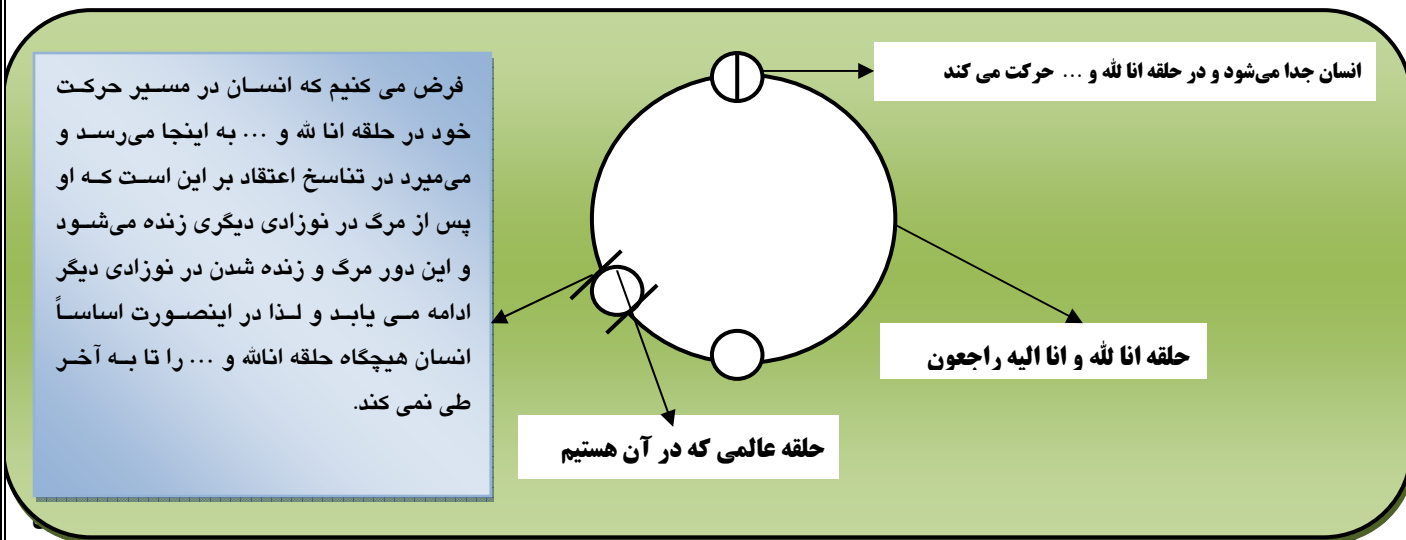 انسان جدا می‌شود و در حلقه انا لله و ... حرکت می کند
فرض می کنیم که انسان در مسیر حرکت
خود در حلقه انا لله و ... به اینجا می‌رسد و
می‌میرد در تناسخ اعتقاد بر این است که او
پس از مرگ در نوزادی دیگری زنده می‌شود
و این دور مرگ و زنده شدن در نوزادی دیگر
ادامه می یابد و لذا در اینصورت اساساً
انسان هیچگاه حلقه اناالله و ... را تا به آخر
طی نمی کند.
حلقه انا لله و انا الیه راجعون
حلقه عالمی که در آن هستیم